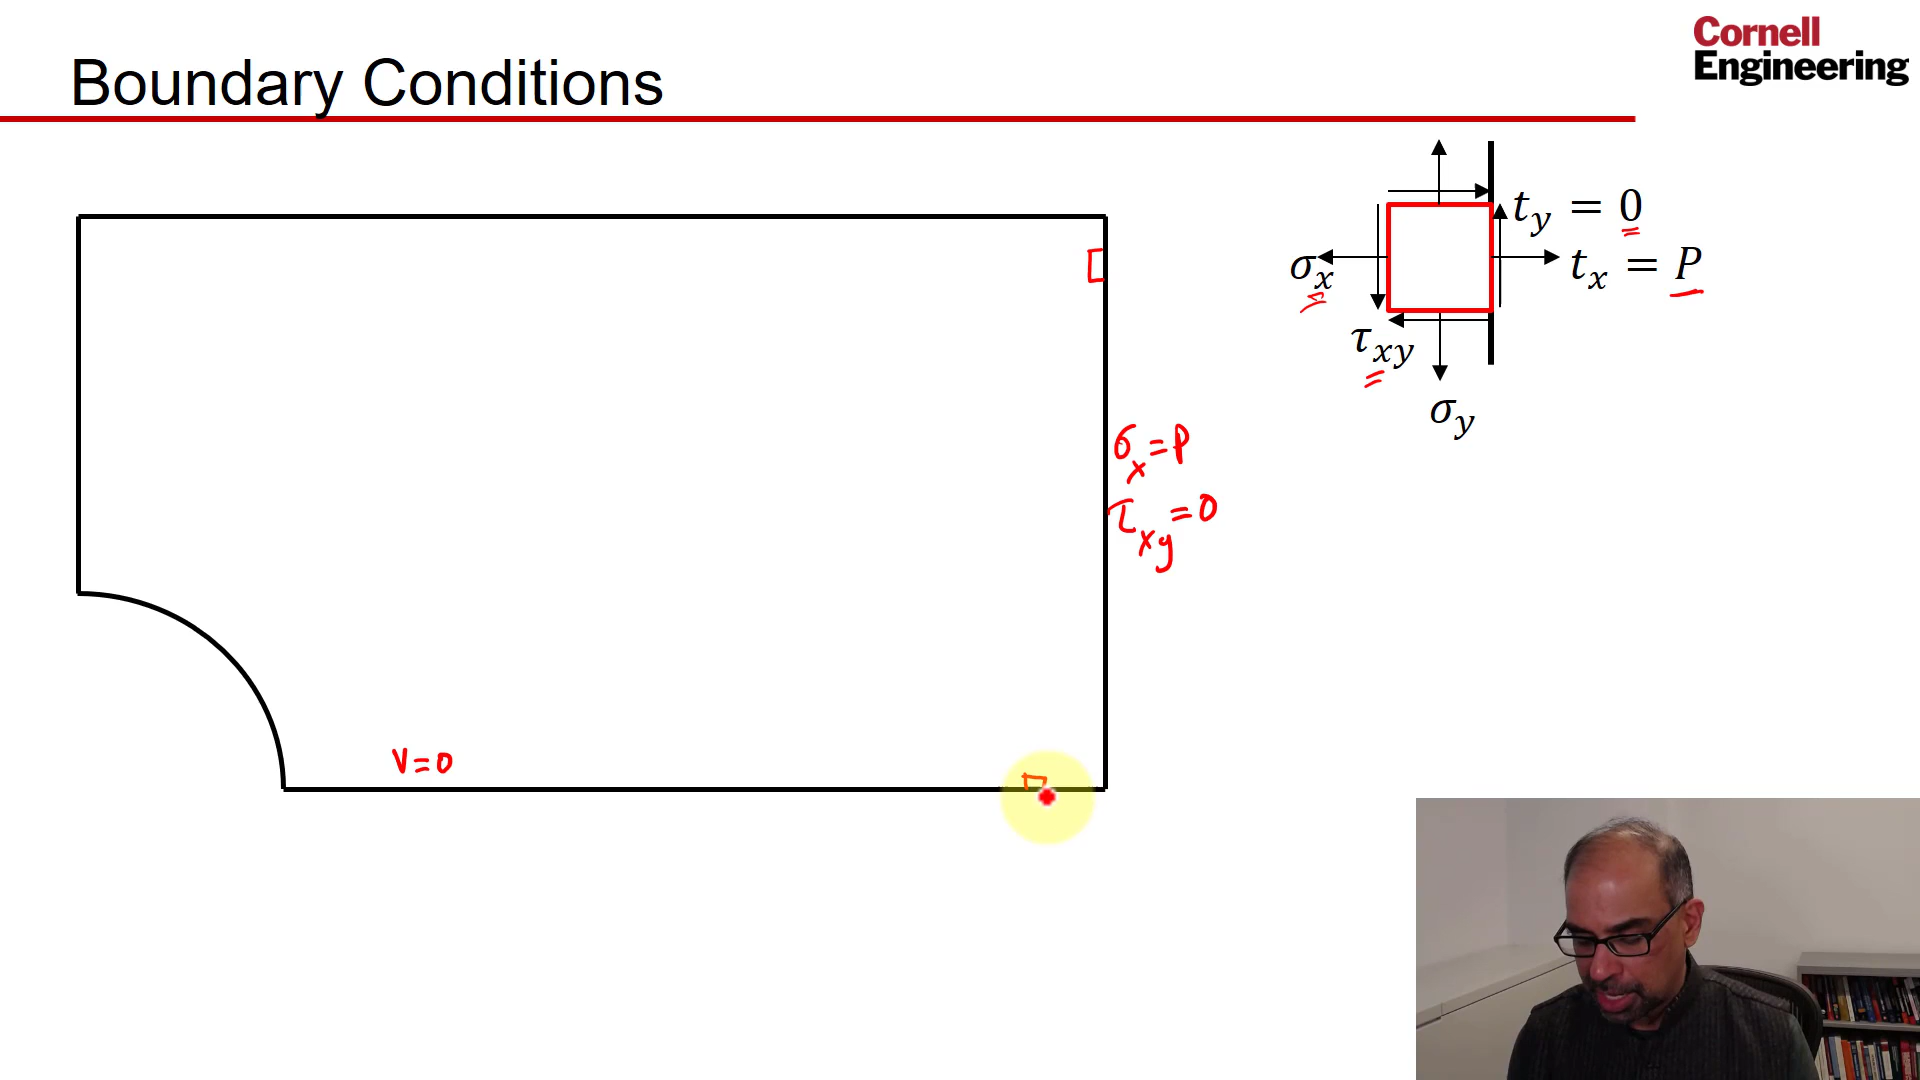 Boundary Conditions
Cornell
Engineering
t_y = 0
σ_x
t_x = P
τ_xy
σ_y
σ_x = P
τ_xy = 0
v = 0